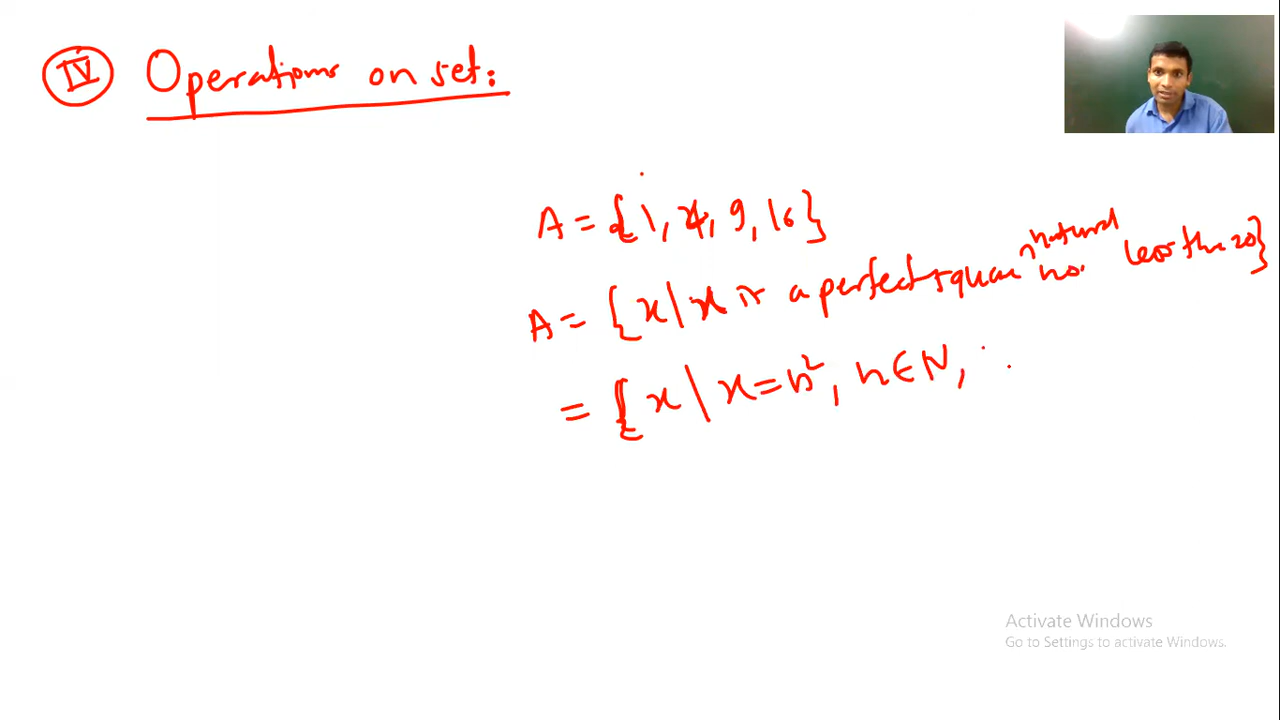 IV Operations on set:
A = {1, 4, 9, 16}
A = {x | x is a perfect square natural no. less the 20}
= {x | x = n², n ∈ N,
Activate Windows
Go to Settings to activate Windows.